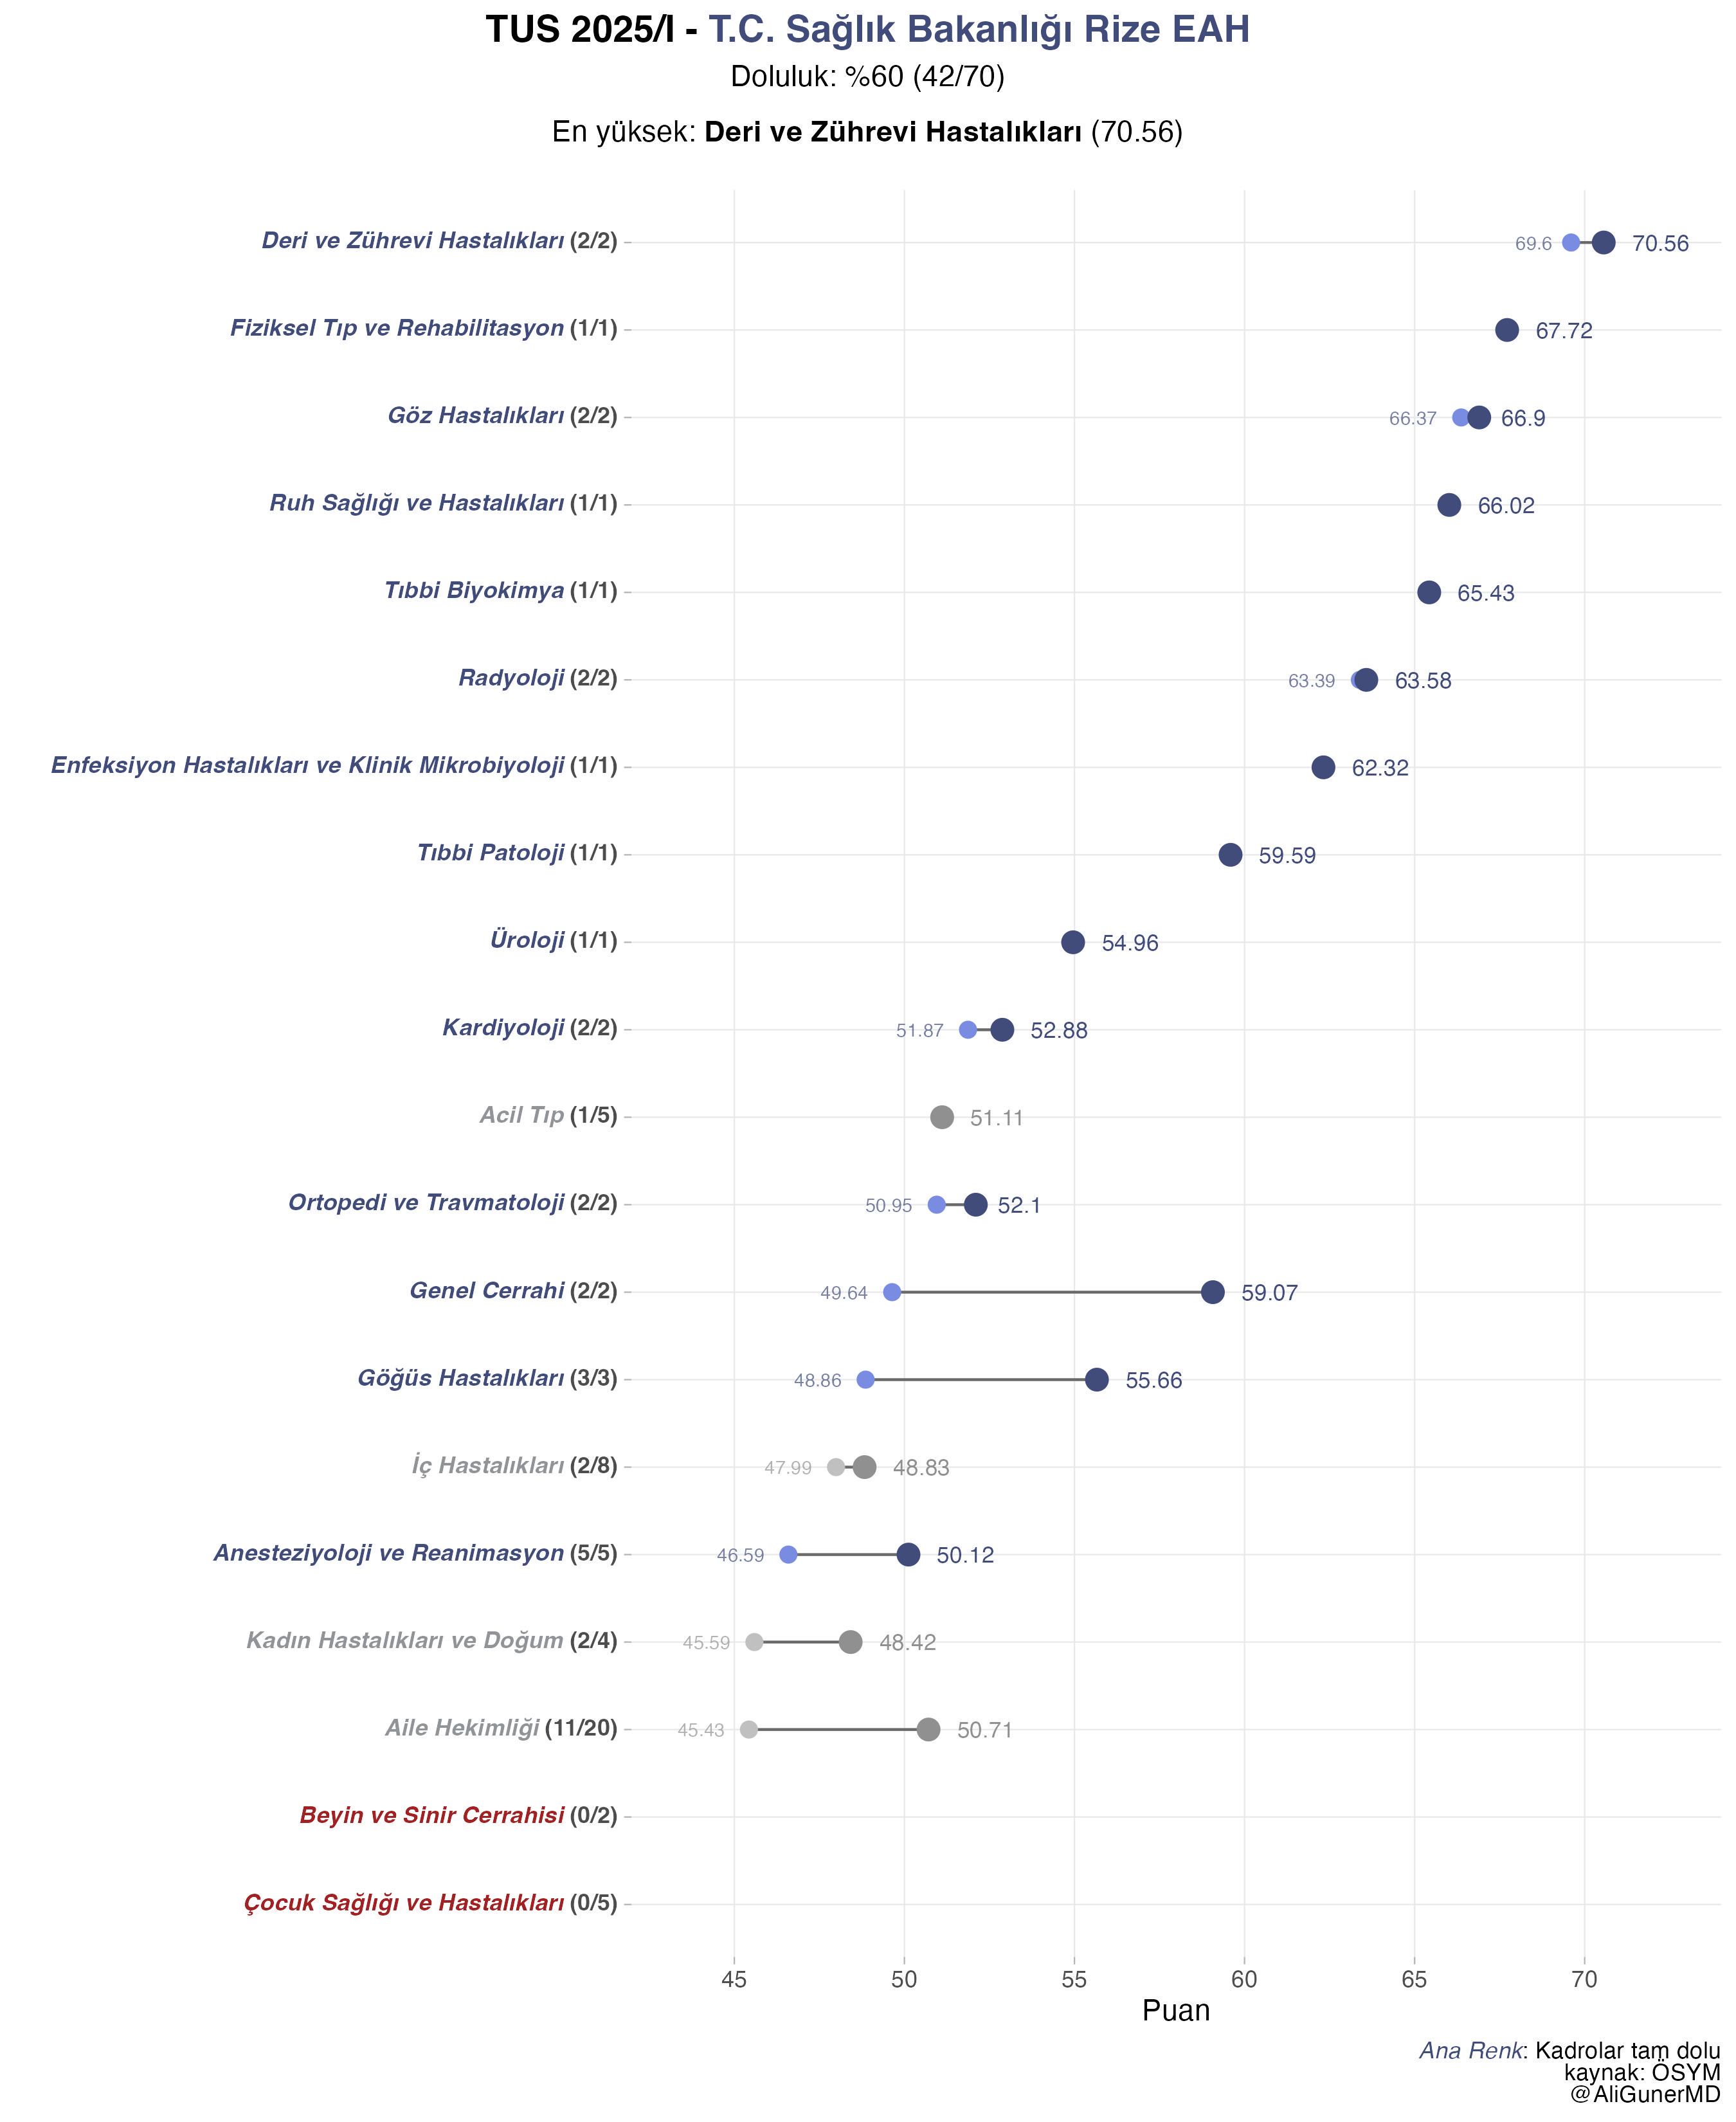 TUS 2025/I - T.C. Sağlık Bakanlığı Rize EAH
Doluluk: %60 (42/70)
En yüksek: Deri ve Zührevi Hastalıkları (70.56)
Deri ve Zührevi Hastalıkları (2/2) 69.6 70.56
Fiziksel Tıp ve Rehabilitasyon (1/1) 67.72
Göz Hastalıkları (2/2) 66.37 66.9
Ruh Sağlığı ve Hastalıkları (1/1) 66.02
Tıbbi Biyokimya (1/1) 65.43
Radyoloji (2/2) 63.39 63.58
Enfeksiyon Hastalıkları ve Klinik Mikrobiyoloji (1/1) 62.32
Tıbbi Patoloji (1/1) 59.59
Üroloji (1/1) 54.96
Kardiyoloji (2/2) 51.87 52.88
Acil Tıp (1/5) 51.11
Ortopedi ve Travmatoloji (2/2) 50.95 52.1
Genel Cerrahi (2/2) 49.64 59.07
Göğüs Hastalıkları (3/3) 48.86 55.66
İç Hastalıkları (2/8) 47.99 48.83
Anesteziyoloji ve Reanimasyon (5/5) 46.59 50.12
Kadın Hastalıkları ve Doğum (2/4) 45.59 48.42
Aile Hekimliği (11/20) 45.43 50.71
Beyin ve Sinir Cerrahisi (0/2)
Çocuk Sağlığı ve Hastalıkları (0/5)
45 50 55 60 65 70
Puan
Ana Renk: Kadrolar tam dolu
kaynak: ÖSYM
@AliGunerMD